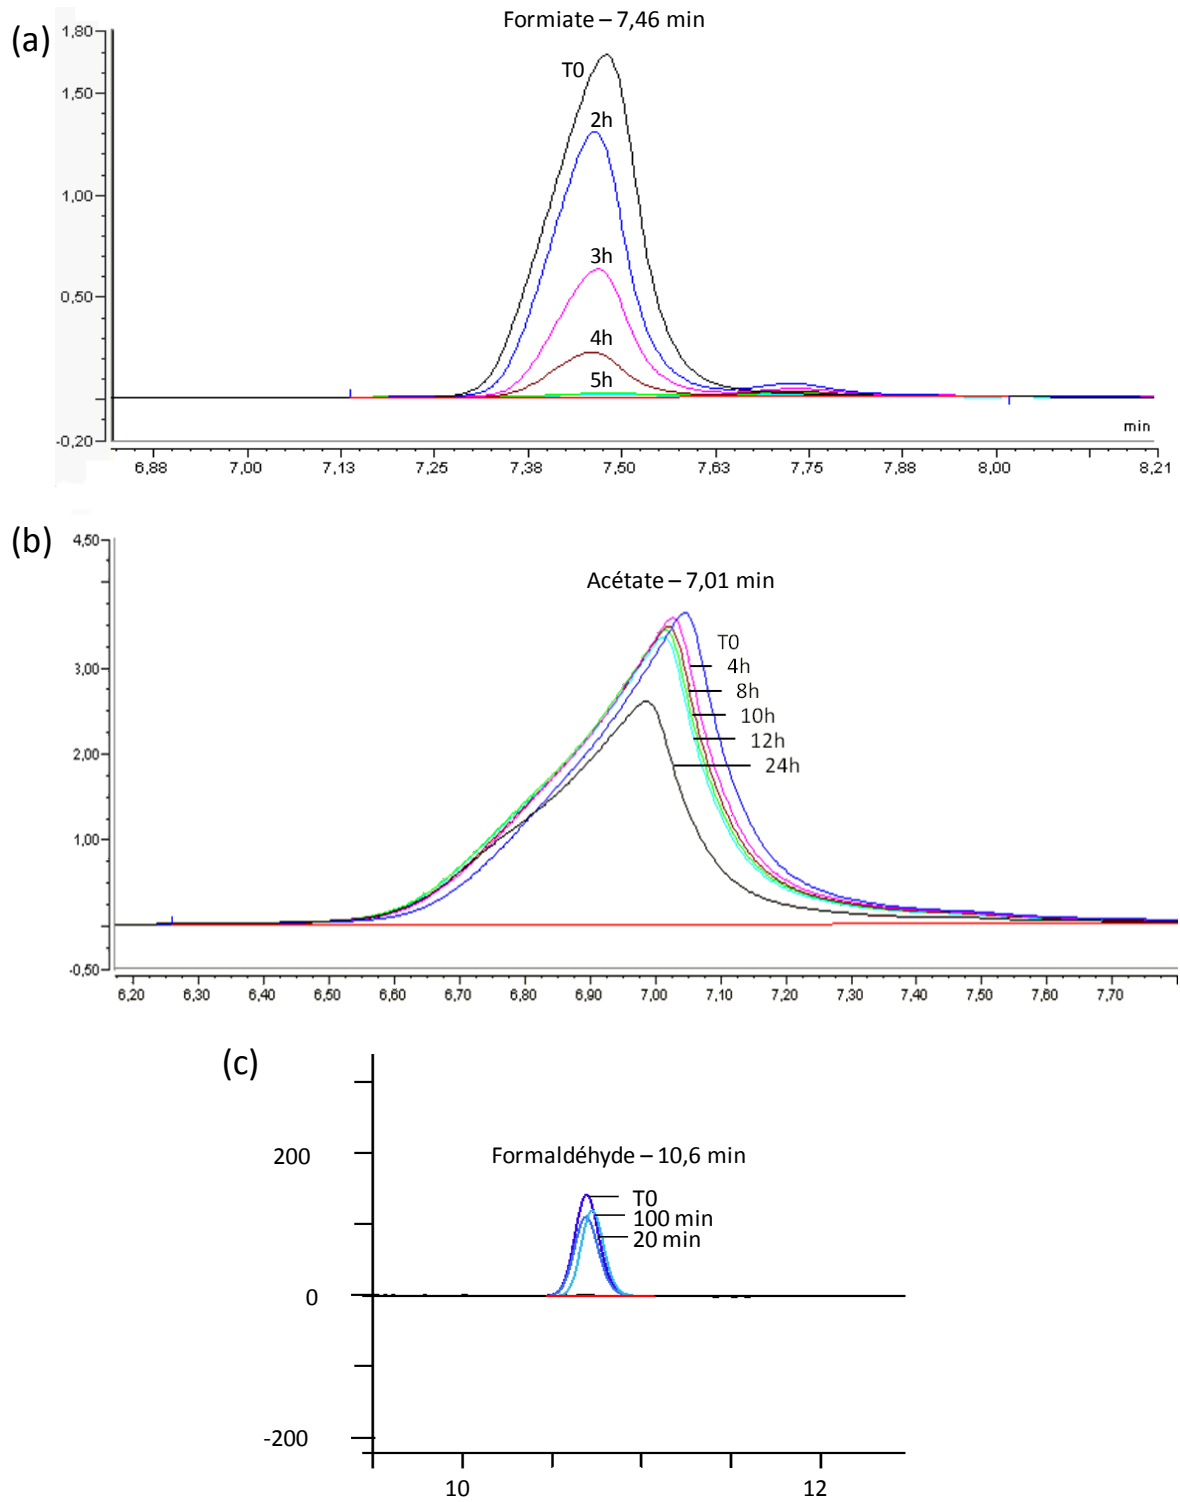 (a)
Formiate – 7,46 min
1,80
T0
1,50
2h
1,00
3h
0,50
4h
5h
min
-0,20
6,88 7,00 7,13 7,25 7,38 7,50 7,63 7,75 7,88 8,00 8,21
(b)
4,50
Acétate – 7,01 min
T0
3,00
4h
8h
10h
2,00
12h
24h
1,00
-0,50
6,20 6,30 6,40 6,50 6,60 6,70 6,80 6,90 7,00 7,10 7,20 7,30 7,40 7,50 7,60 7,70
(c)
200
Formaldéhyde – 10,6 min
T0
100 min
20 min
0
-200
10 12